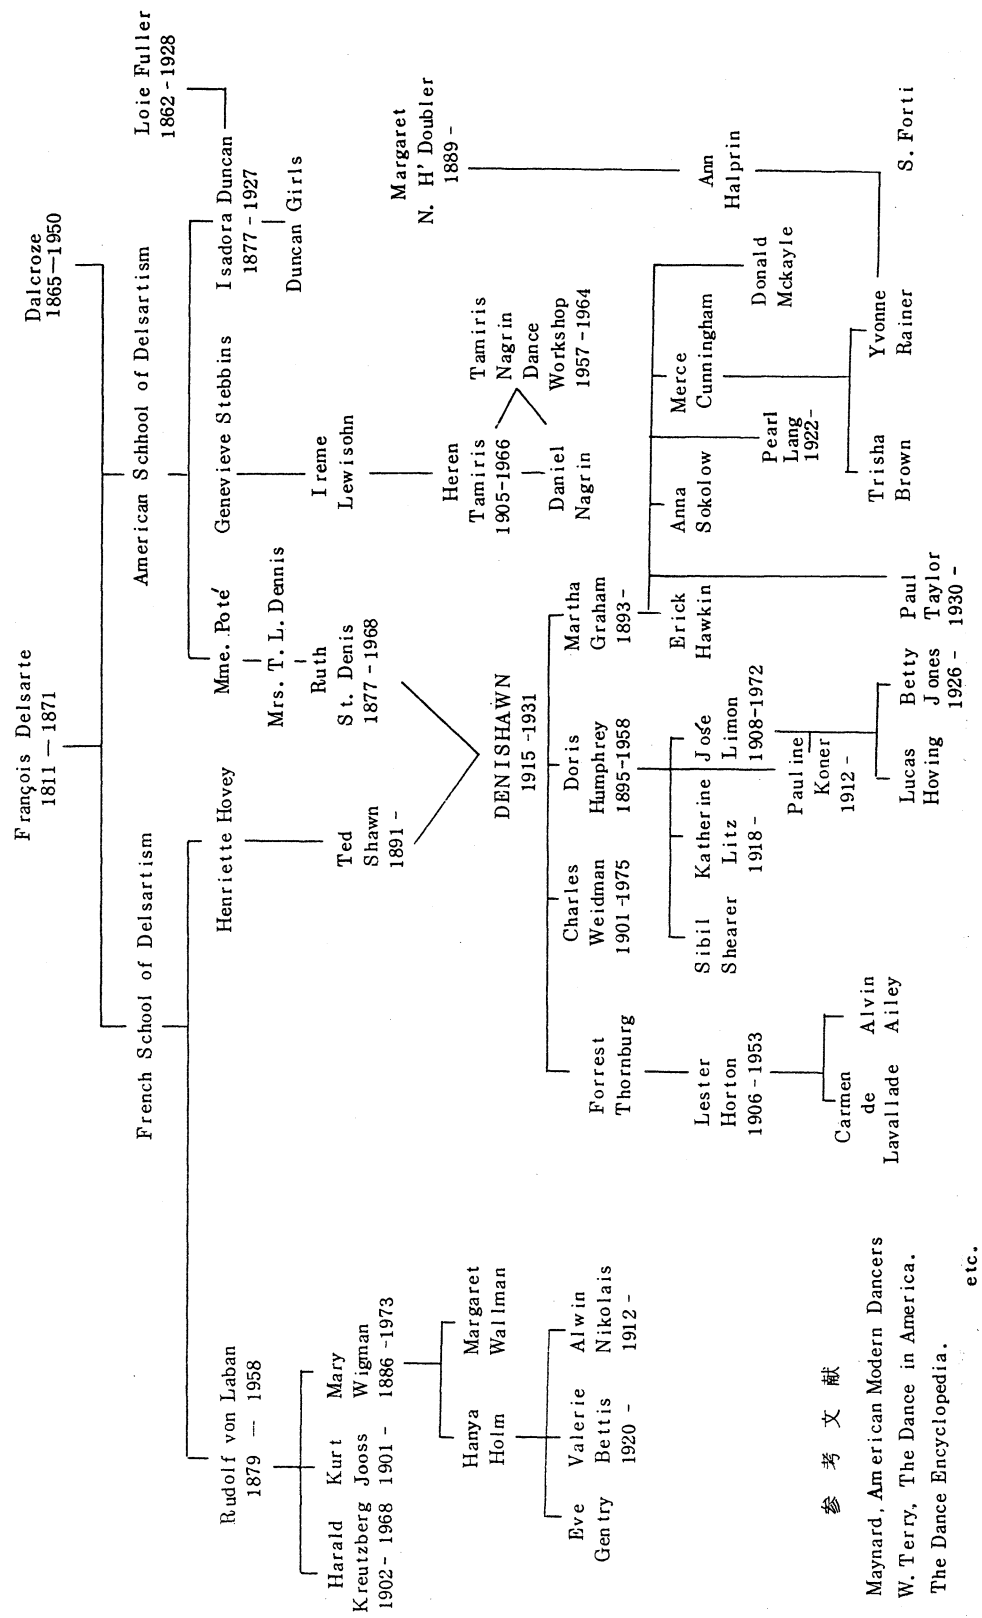 François Delsarte
1811 — 1871
Dalcroze
1865—1950
French School of Delsartism
American Schhool of Delsartism
Loie Fuller
1862-1928
Rudolf von Laban
1879 — 1958
Henriette Hovey
Mme. Poté
Genevieve Stebbins
Isadora Duncan
1877-1927
Mrs. T. L. Dennis
Duncan Girls
Harald
Kreutzberg
1902-1968
Kurt
Jooss
1901-
Mary
Wigman
1886-1973
Ted
Shawn
1891-
Ruth
St. Denis
1877-1968
Ireme
Lewisohn
Margaret
N. H' Doubler
1889-
Hanya
Holm
Margaret
Wallman
DENISHAWN
1915-1931
Heren
Tamiris
1905-1966
Daniel
Nagrin
Tamiris
Nagrin
Dance
Workshop
1957-1964
Eve
Gentry
Valerie
Bettis
1920-
Alwin
Nikolais
1912-
Forrest
Thornburg
Charles
Weidman
1901-1975
Doris
Humphrey
1895-1958
Martha
Graham
1893-
Lester
Horton
1906-1953
Sibil
Shearer
Katherine
Litz
1918-
José
Limon
1908-1972
Erick
Hawkin
Anna
Sokolow
Merce
Cunningham
Ann
Halprin
Pauline
Koner
1912-
Pearl
Lang
1922-
Donald
Mckayle
Carmen
de
Lavallade
Alvin
Ailey
Lucas
Hoving
Betty
Jones
1926-
Paul
Taylor
1930-
Trisha
Brown
Yvonne
Rainer
S. Forti
参 考 文 献
Maynard, American Modern Dancers
W. Terry, The Dance in America.
The Dance Encyclopedia.
etc.